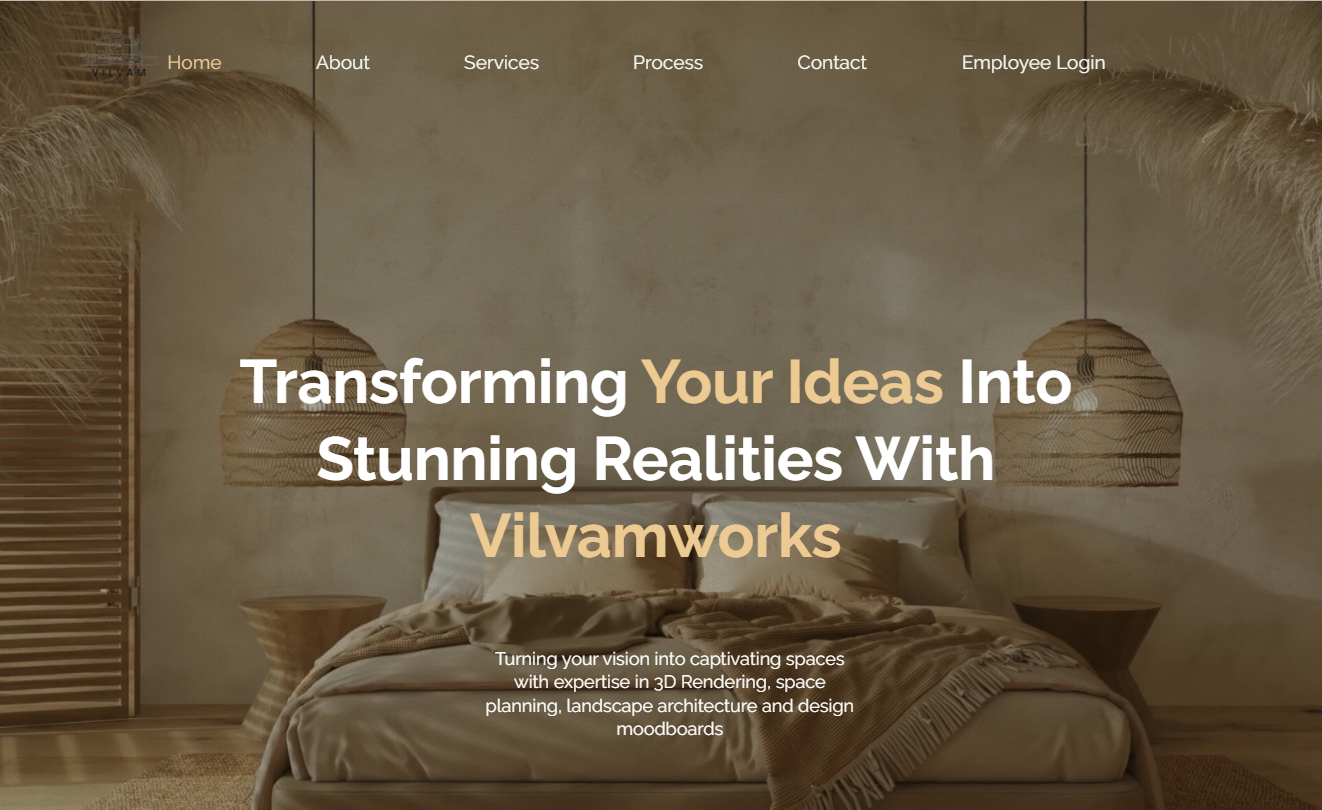 VILVAM
Home
About
Services
Process
Contact
Employee Login
Transforming Your Ideas Into
Stunning Realities With
Vilvamworks
Turning your vision into captivating spaces
with expertise in 3D Rendering, space
planning, landscape architecture and design
moodboards